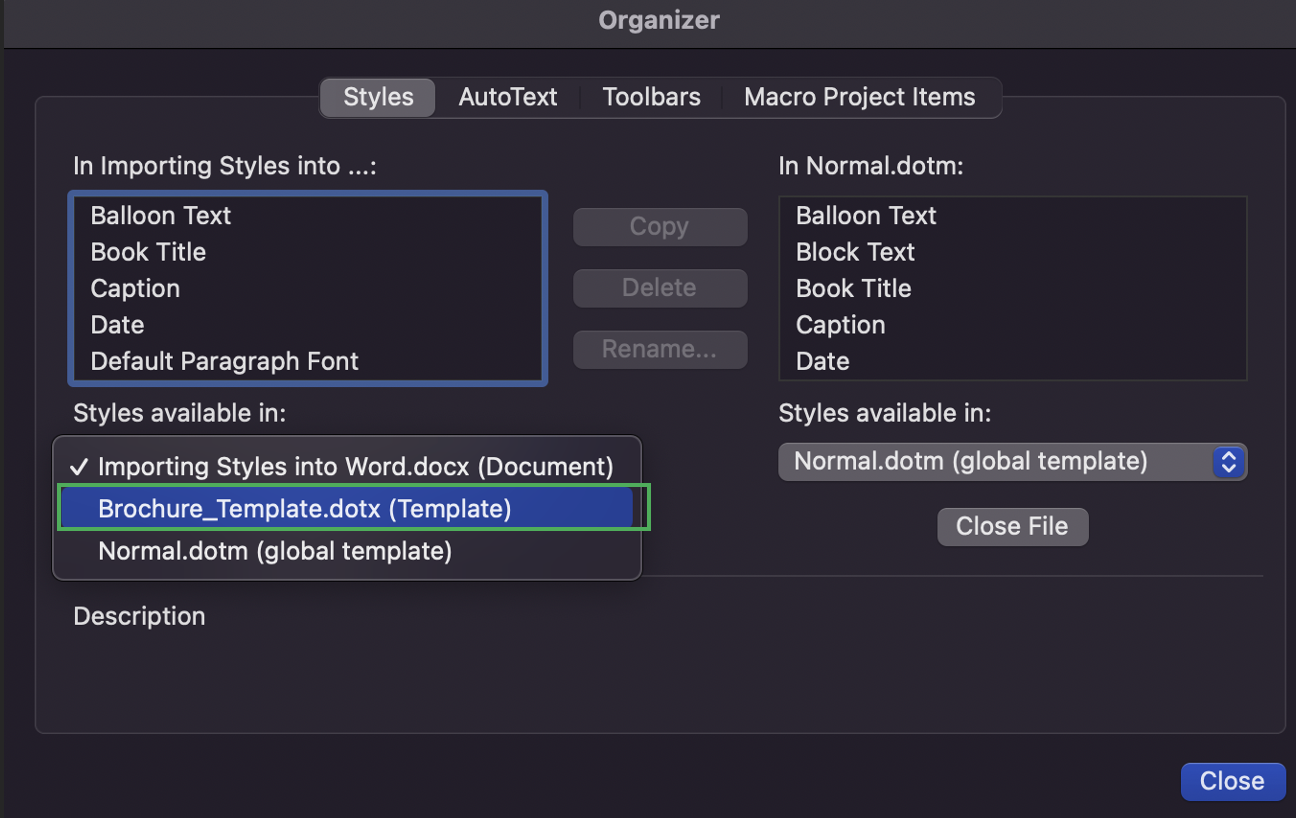 Organizer
Styles AutoText Toolbars Macro Project Items
In Importing Styles into ...:
Balloon Text
Book Title
Caption
Date
Default Paragraph Font
Styles available in:
✓ Importing Styles into Word.docx (Document)
Brochure_Template.dotx (Template)
Normal.dotm (global template)
Copy
Delete
Rename...
In Normal.dotm:
Balloon Text
Block Text
Book Title
Caption
Date
Styles available in:
Normal.dotm (global template)
Close File
Description
Close